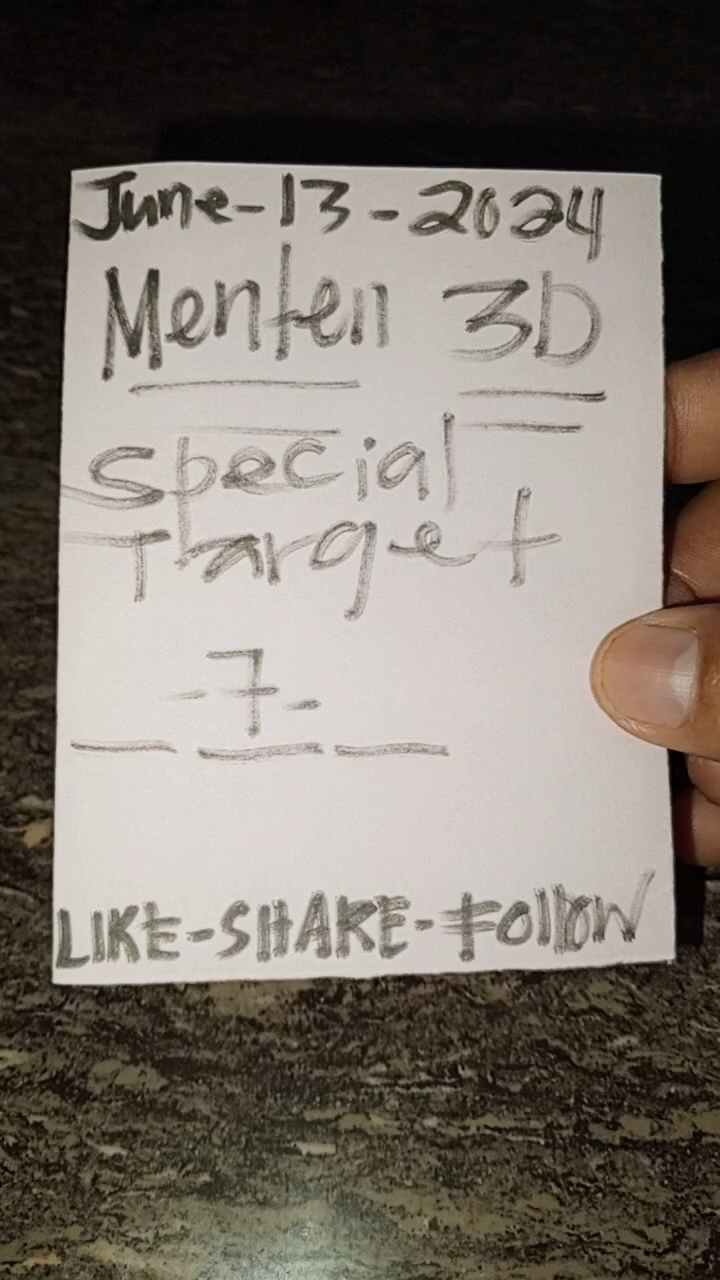 June-13-2024
Menten 3D
Special
Target
-7-
LIKE-SHARE-FOllOW